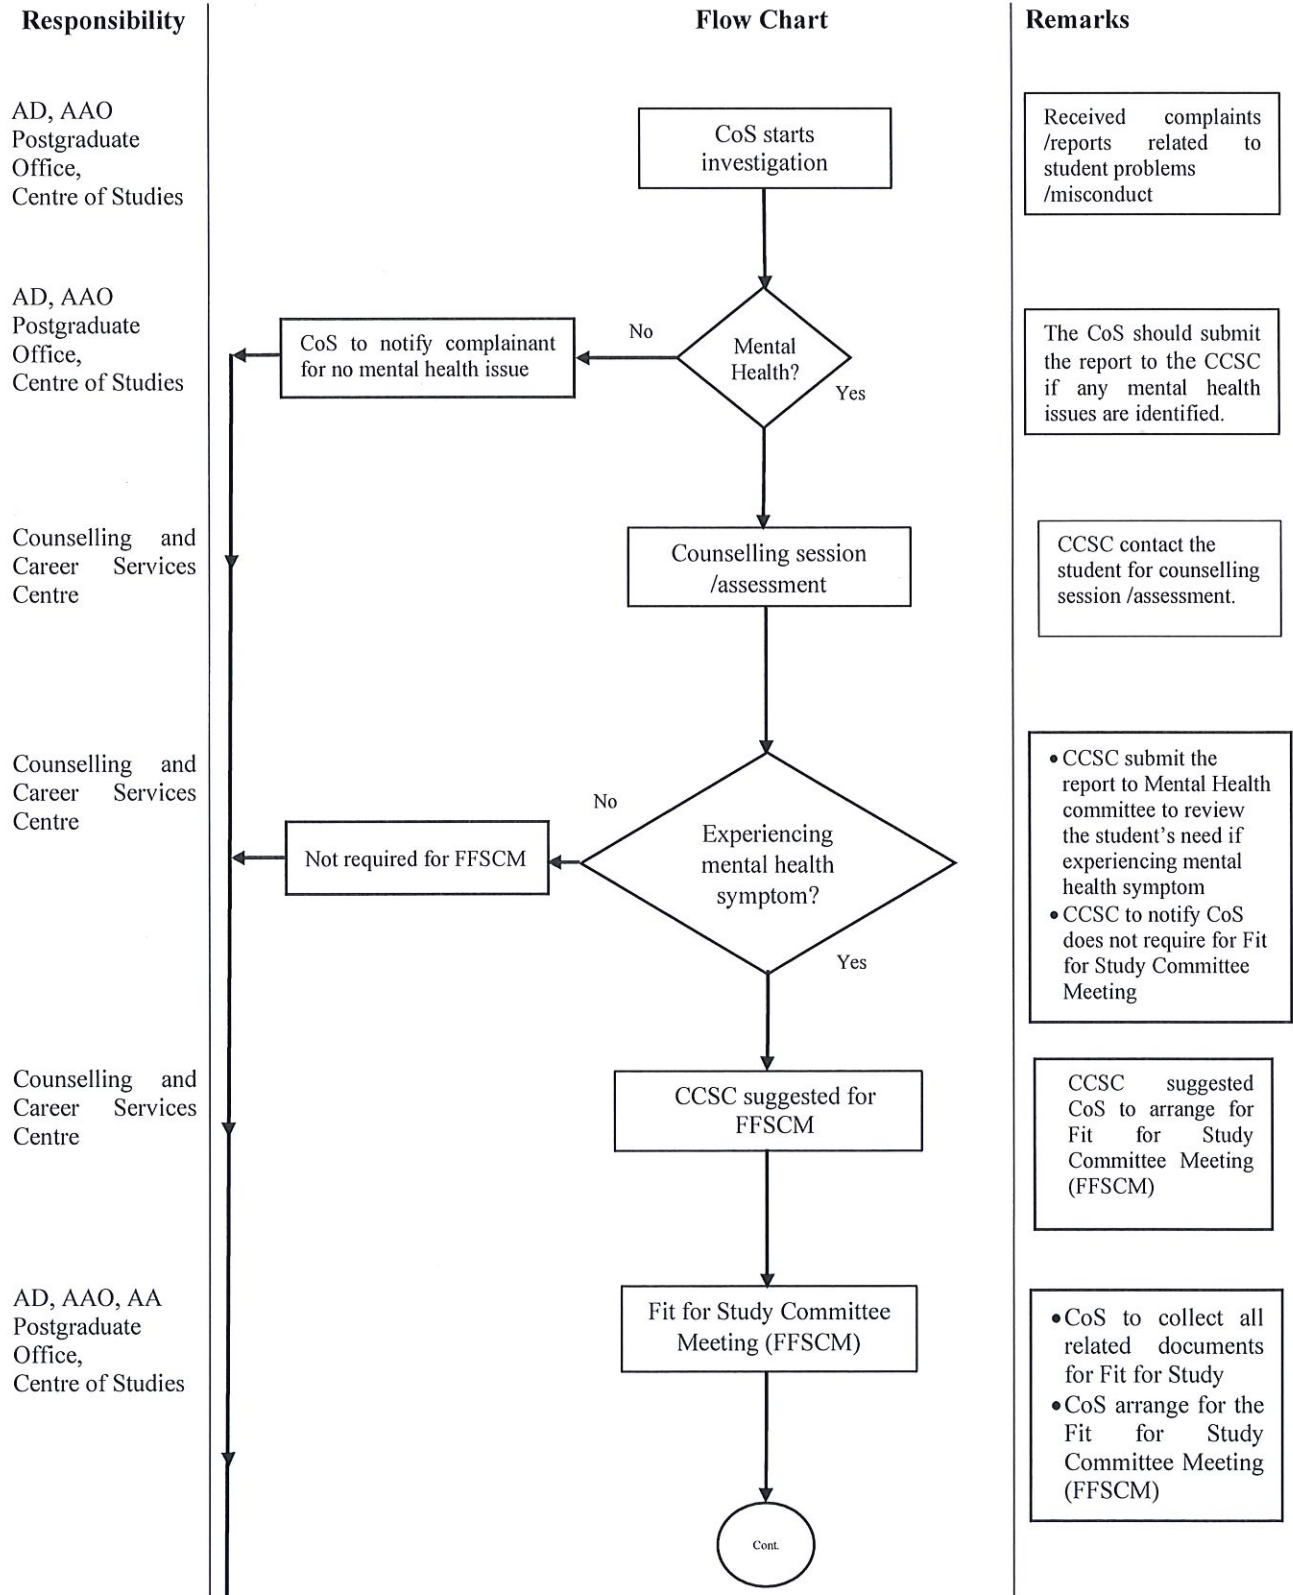 Responsibility
Flow Chart
Remarks
AD, AAO
Postgraduate
Office,
Centre of Studies
CoS starts
investigation
Received complaints
/reports related to
student problems
/misconduct
AD, AAO
Postgraduate
Office,
Centre of Studies
CoS to notify complainant
for no mental health issue
No
Mental
Health?
Yes
The CoS should submit
the report to the CCSC
if any mental health
issues are identified.
Counselling and
Career Services
Centre
Counselling session
/assessment
CCSC contact the
student for counselling
session /assessment.
Counselling and
Career Services
Centre
Not required for FFSCM
No
Experiencing
mental health
symptom?
Yes
• CCSC submit the
report to Mental Health
committee to review
the student's need if
experiencing mental
health symptom
• CCSC to notify CoS
does not require for Fit
for Study Committee
Meeting
Counselling and
Career Services
Centre
CCSC suggested for
FFSCM
CCSC suggested
CoS to arrange for
Fit for Study
Committee Meeting
(FFSCM)
AD, AAO, AA
Postgraduate
Office,
Centre of Studies
Fit for Study Committee
Meeting (FFSCM)
• CoS to collect all
related documents
for Fit for Study
• CoS arrange for the
Fit for Study
Committee Meeting
(FFSCM)
Cont.